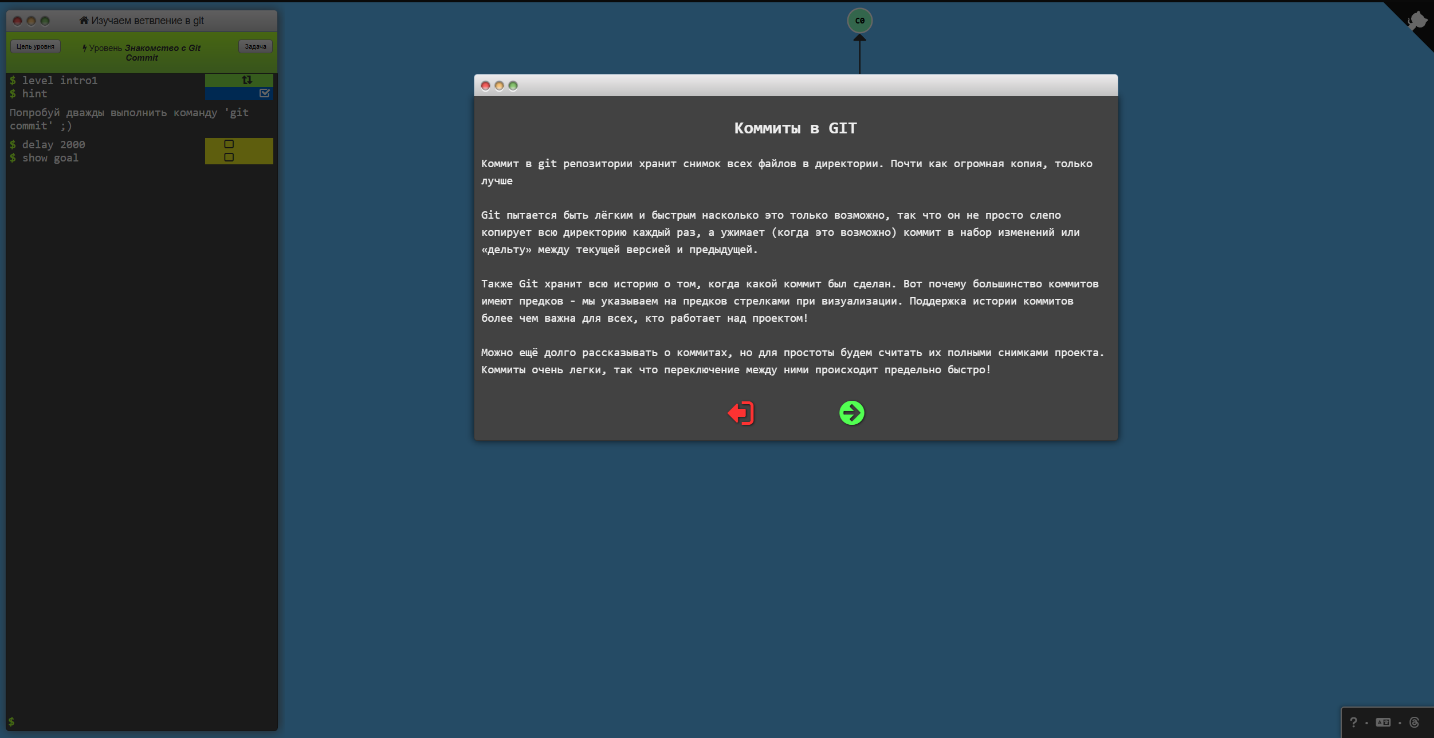 Изучаем ветвление в git
Цель уровня
Уровень Знакомство с Git
Commit
Задача
$ level intro1
$ hint
Попробуй дважды выполнить команду 'git
commit' ;)
$ delay 2000
$ show goal
$
c0
Коммиты в GIT
Коммит в git репозитории хранит снимок всех файлов в директории. Почти как огромная копия, только
лучше
Git пытается быть лёгким и быстрым насколько это только возможно, так что он не просто слепо
копирует всю директорию каждый раз, а ужимает (когда это возможно) коммит в набор изменений или
«дельту» между текущей версией и предыдущей.
Также Git хранит всю историю о том, когда какой коммит был сделан. Вот почему большинство коммитов
имеют предков - мы указываем на предков стрелками при визуализации. Поддержка истории коммитов
более чем важна для всех, кто работает над проектом!
Можно ещё долго рассказывать о коммитах, но для простоты будем считать их полными снимками проекта.
Коммиты очень легки, так что переключение между ними происходит предельно быстро!
?